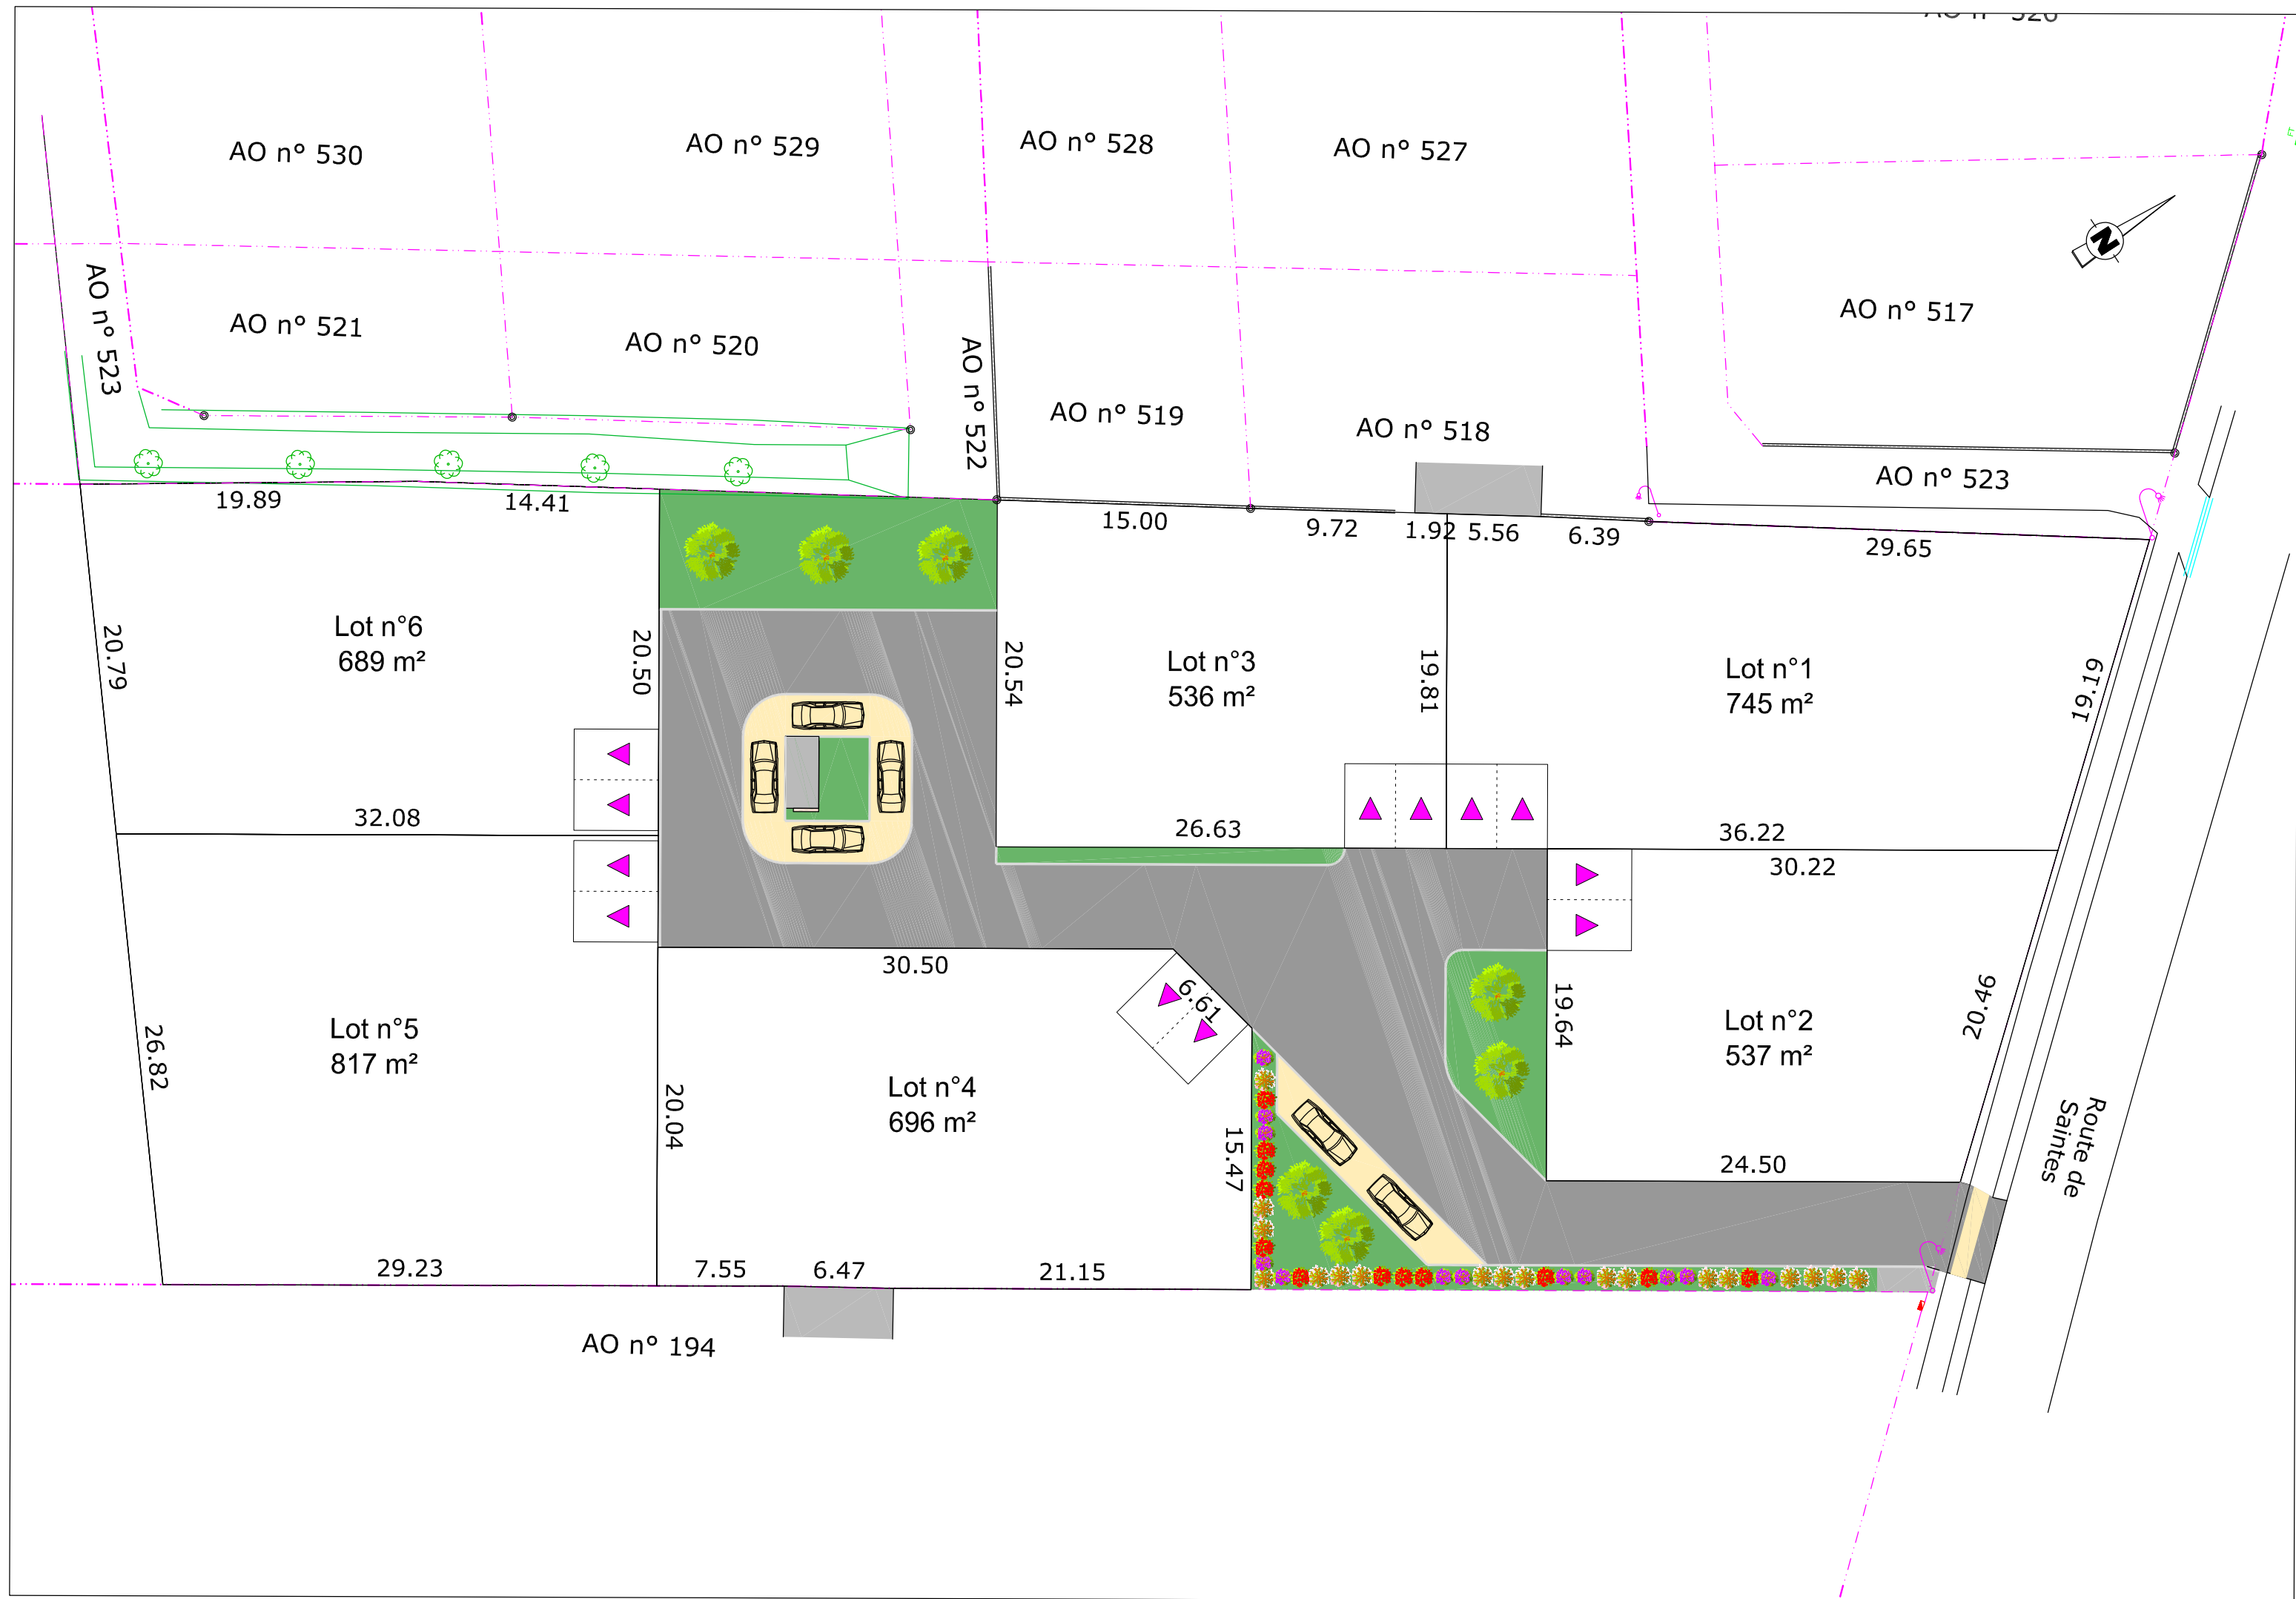 AO n° 530
AO n° 529
AO n° 528
AO n° 527
N
AO n° 523
AO n° 521
AO n° 520
AO n° 522
AO n° 519
AO n° 518
AO n° 517
AO n° 523
19.89
14.41
15.00
9.72
1.92
5.56
6.39
29.65
Lot n°6
689 m²
20.79
20.50
20.54
Lot n°3
536 m²
19.81
Lot n°1
745 m²
19.19
32.08
26.63
36.22
30.22
30.50
6.61
Lot n°5
817 m²
26.82
20.04
Lot n°4
696 m²
15.47
19.64
Lot n°2
537 m²
20.46
24.50
Route de
Saintes
29.23
7.55
6.47
21.15
AO n° 194